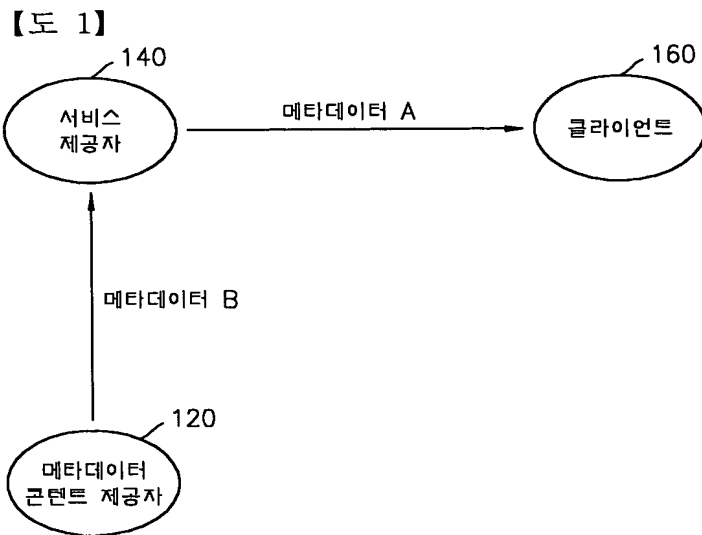 【도 1】
140
서비스
제공자
메타데이터 A
160
클라이언트
메타데이터 B
120
메타데이터
콘텐트 제공자